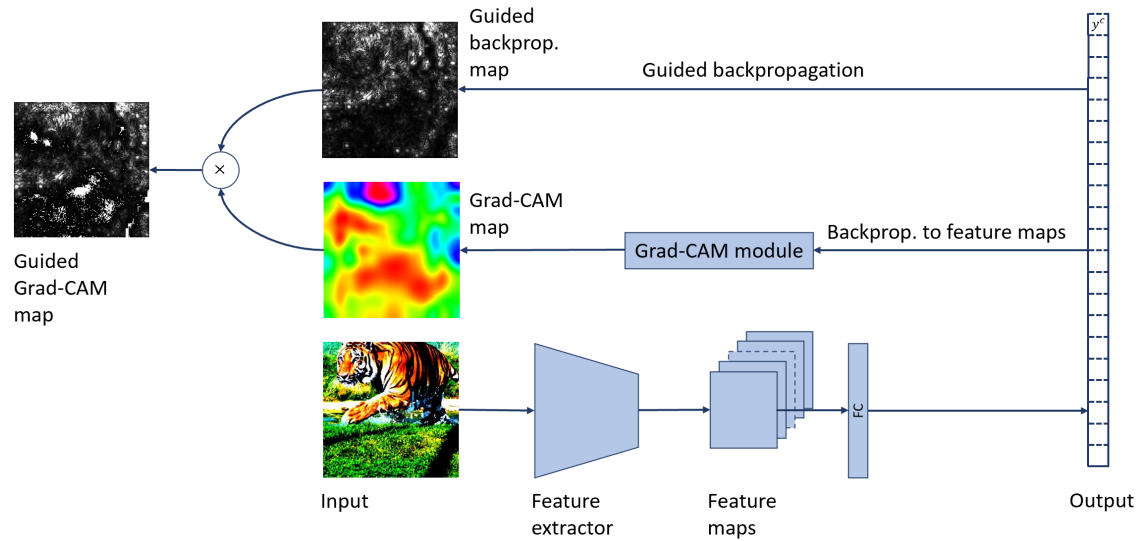 Guided
backprop.
map
y^c
Guided backpropagation
×
Grad-CAM
map
Grad-CAM module
Backprop. to feature maps
Guided
Grad-CAM
map
FC
Input
Feature
extractor
Feature
maps
Output